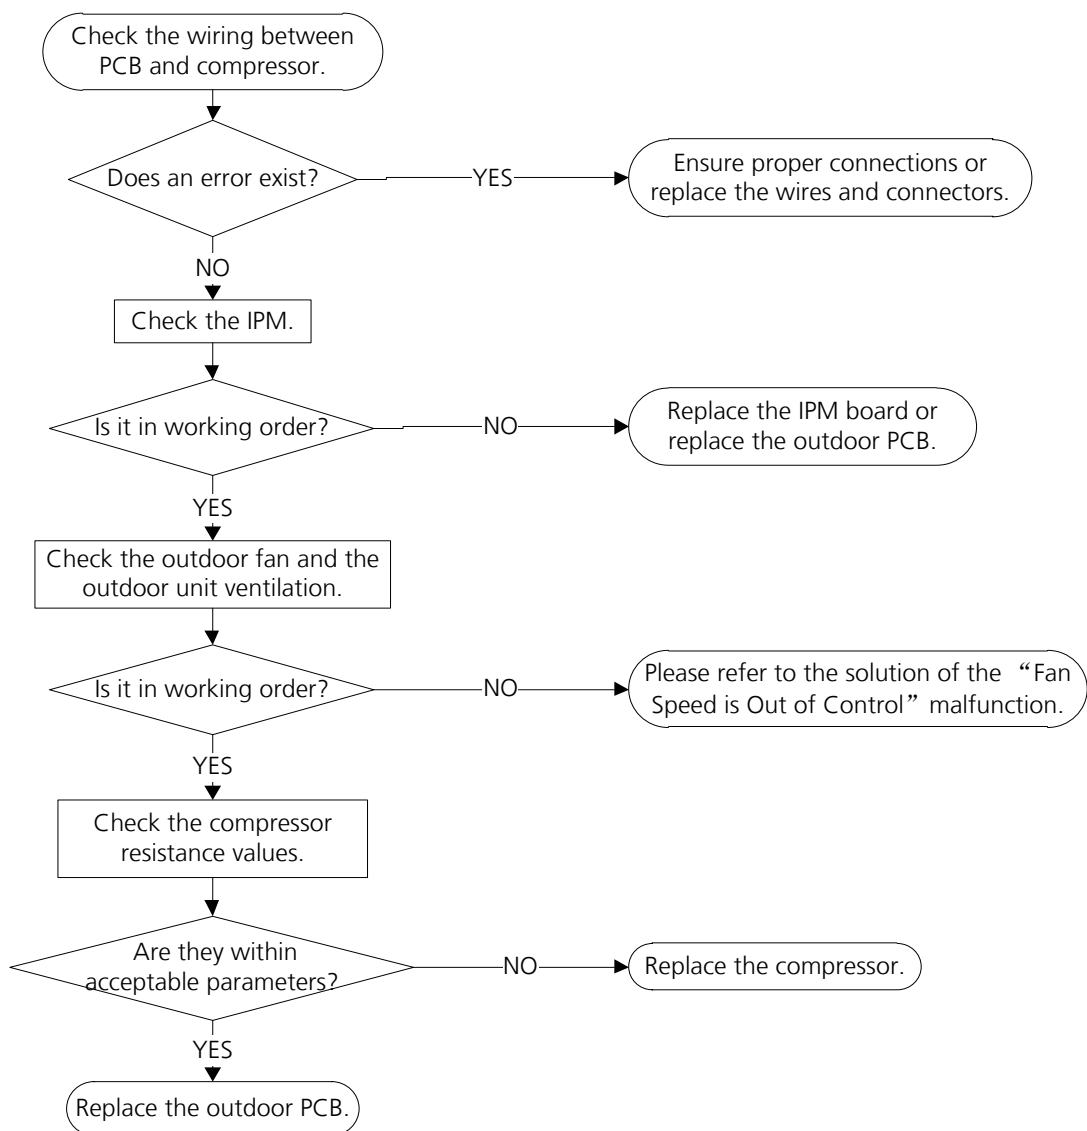 Check the wiring between
PCB and compressor.
Does an error exist?
YES
Ensure proper connections or
replace the wires and connectors.
NO
Check the IPM.
Is it in working order?
NO
Replace the IPM board or
replace the outdoor PCB.
YES
Check the outdoor fan and the
outdoor unit ventilation.
Is it in working order?
NO
Please refer to the solution of the “Fan
Speed is Out of Control” malfunction.
YES
Check the compressor
resistance values.
Are they within
acceptable parameters?
NO
Replace the compressor.
YES
Replace the outdoor PCB.